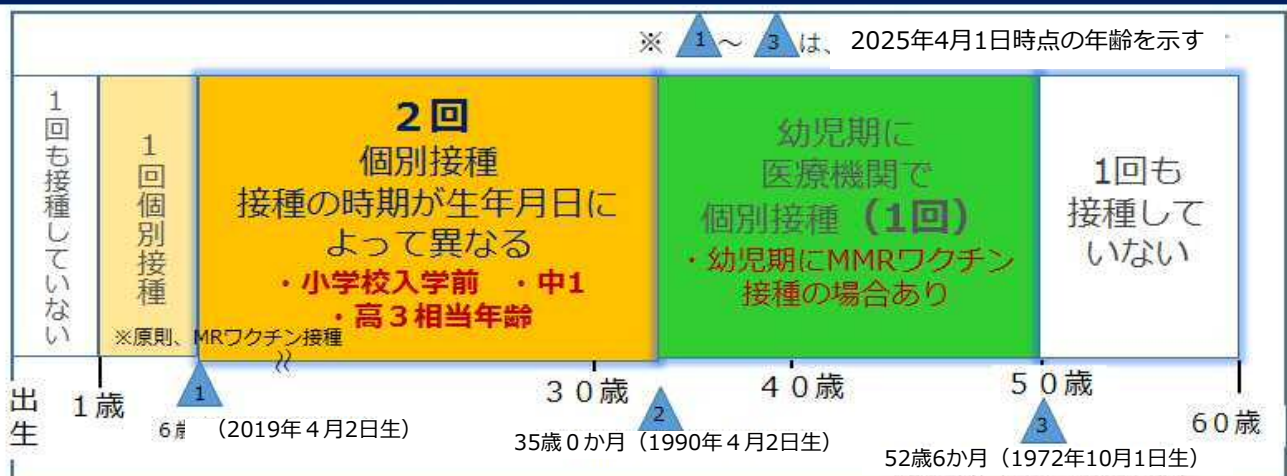 ※ 1 ～ 3 は、 2025年4月1日時点の年齢を示す
1回も接種していない
1回個別接種
※原則、MRワクチン接種
2回
個別接種
接種の時期が生年月日に
よって異なる
・小学校入学前 ・中1
・高３相当年齢
幼児期に
医療機関で
個別接種（1回）
・幼児期にMMRワクチン
接種の場合あり
1回も
接種して
いない
出生
1歳
1
6歳 （2019年４月2日生）
３０歳
2
35歳０か月（1990年４月2日生）
４０歳
５０歳
3
52歳6か月（1972年10月1日生）
６０歳